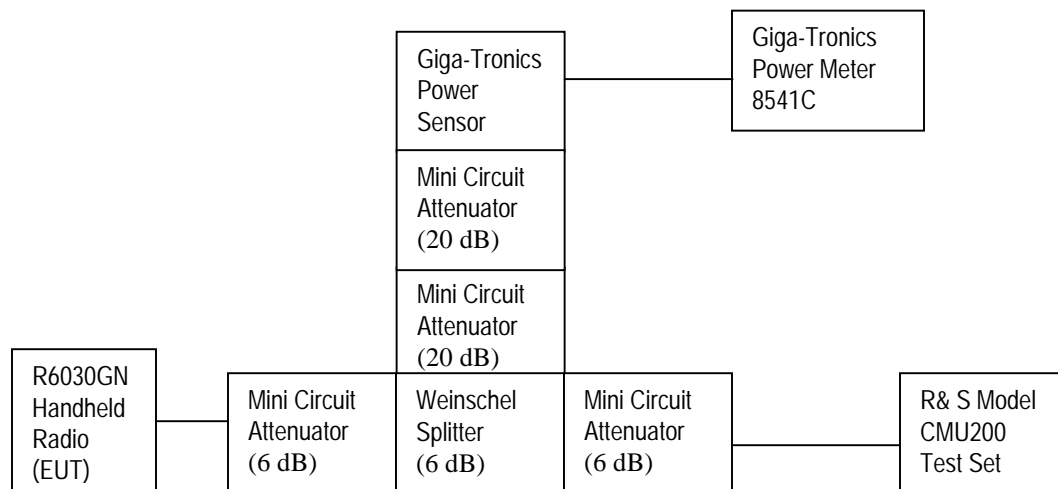 Giga-Tronics
Power
Sensor
Giga-Tronics
Power Meter
8541C
Mini Circuit
Attenuator
(20 dB)
Mini Circuit
Attenuator
(20 dB)
R6030GN
Handheld
Radio
(EUT)
Mini Circuit
Attenuator
(6 dB)
Weinschel
Splitter
(6 dB)
Mini Circuit
Attenuator
(6 dB)
R& S Model
CMU200
Test Set